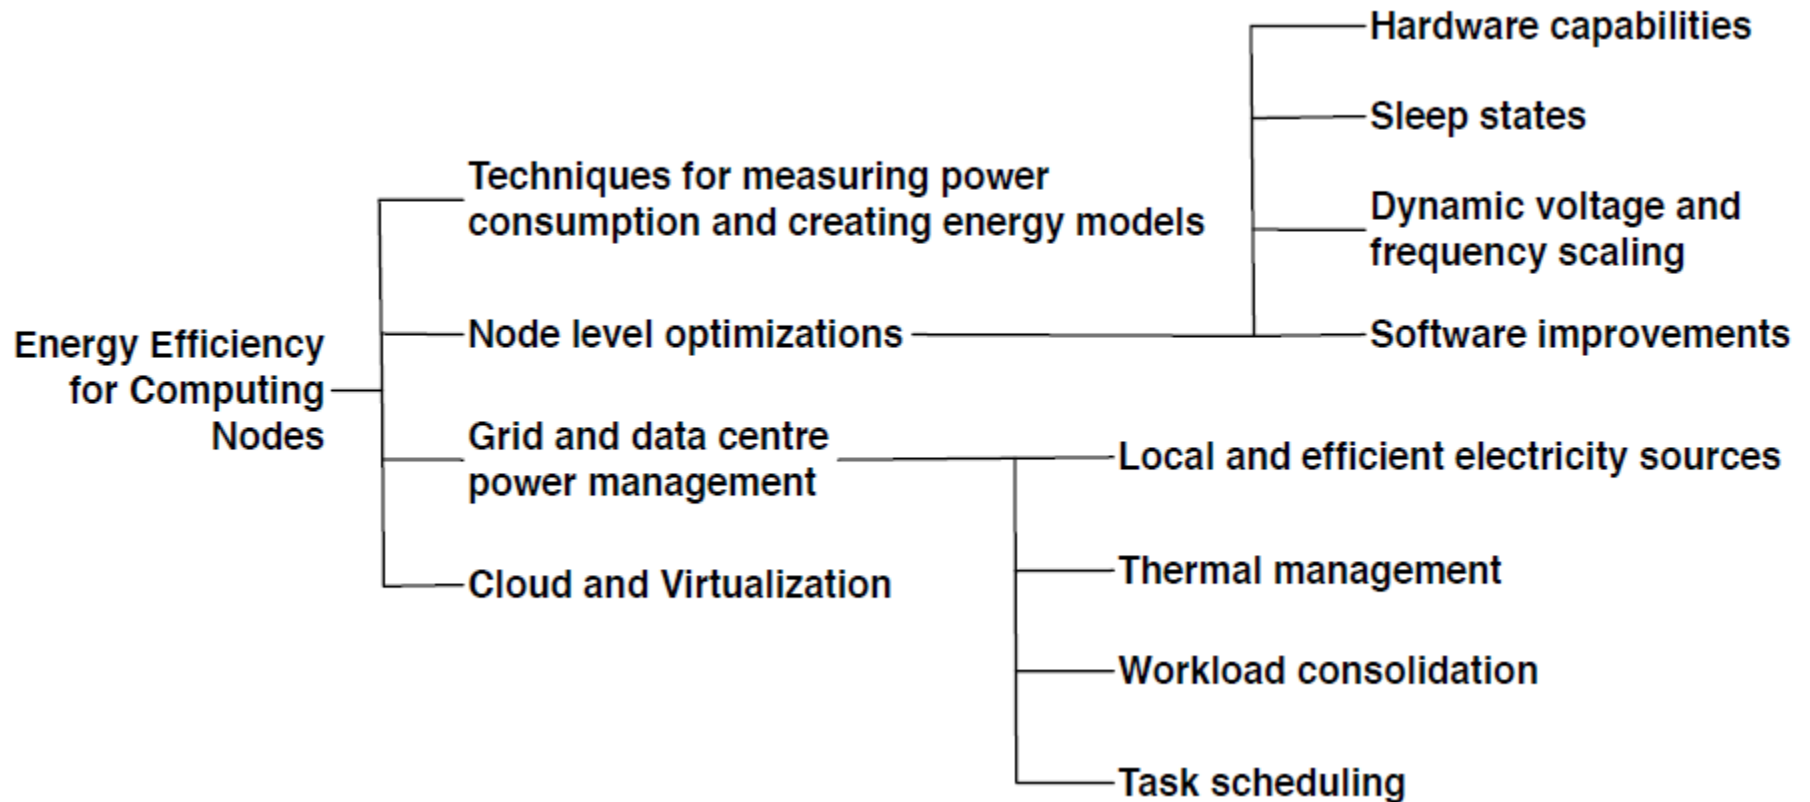 Energy Efficiency
for Computing
Nodes
Techniques for measuring power
consumption and creating energy models
Node level optimizations
Hardware capabilities
Sleep states
Dynamic voltage and
frequency scaling
Software improvements
Grid and data centre
power management
Local and efficient electricity sources
Thermal management
Workload consolidation
Task scheduling
Cloud and Virtualization